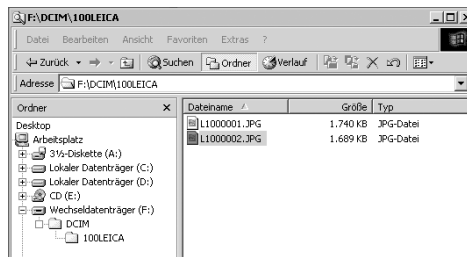 F:\DCIM\100LEICA
Datei Bearbeiten Ansicht Favoriten Extras ?
Zurück Suchen Ordner Verlauf
Adresse F:\DCIM\100LEICA
Ordner x
Dateiname Größe Typ
L1000001.JPG 1.740 KB JPG-Datei
L1000002.JPG 1.689 KB JPG-Datei
Desktop
Arbeitsplatz
3½-Diskette (A:)
Lokaler Datenträger (C:)
Lokaler Datenträger (D:)
CD (E:)
Wechseldatenträger (F:)
DCIM
100LEICA